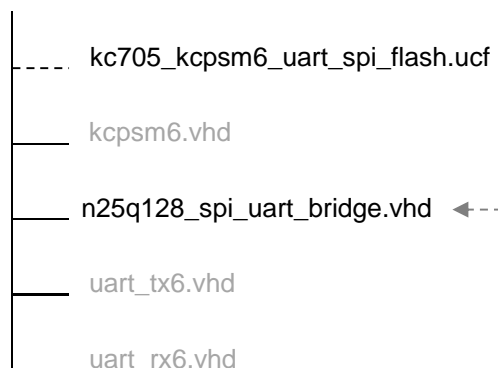 kc705_kcpsm6_uart_spi_flash.ucf
kcpsm6.vhd
n25q128_spi_uart_bridge.vhd
uart_tx6.vhd
uart_rx6.vhd